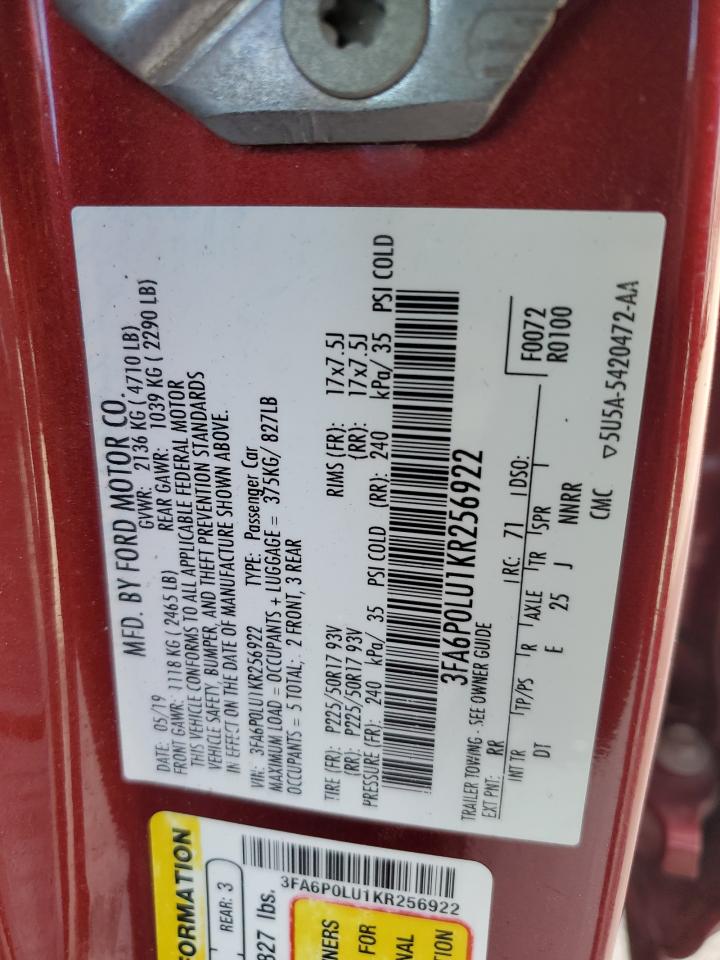 MFD. BY FORD MOTOR CO.
DATE: 05/19 GVWR: 2136 KG ( 4710 LB)
FRONT GAWR: 1118 KG ( 2465 LB) REAR GAWR: 1039 KG ( 2290 LB)
THIS VEHICLE CONFORMS TO ALL APPLICABLE FEDERAL MOTOR
VEHICLE SAFETY, BUMPER, AND THEFT PREVENTION STANDARDS
IN EFFECT ON THE DATE OF MANUFACTURE SHOWN ABOVE.
VIN: 3FA6P0LU1KR256922 TYPE: Passenger Car
MAXIMUM LOAD = OCCUPANTS + LUGGAGE = 375KG/ 827LB
OCCUPANTS = 5 TOTAL; 2 FRONT, 3 REAR
TIRE (FR): P225/50R17 93V RIMS (FR): 17x7.5J
(RR): P225/50R17 93V 17x7.5J
PRESSURE (FR): 240 kPa/ 35 PSI COLD (RR): 240 kPa/ 35 PSI COLD
3FA6P0LU1KR256922
TRAILER TOWING - SEE OWNER GUIDE
EXT PNT: RR RC: 71 DSO: F0072
R0100
INT TR TP/PS R AXLE TR SPR
DT E 25 J NNRR
CMC ▽5U5A-5420472-AA
FORMATION
REAR: 3
827 lbs.
3FA6P0LU1KR256922
NERS
FOR
NAL
TION